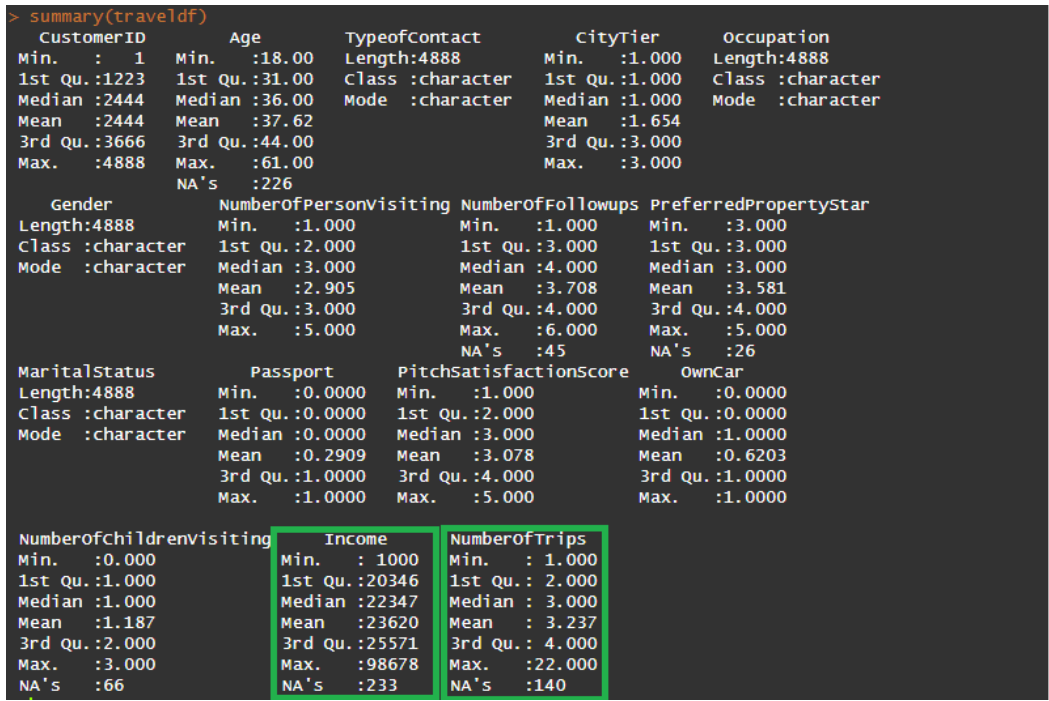 > summary(traveldf)
CustomerID Age TypeofContact CityTier Occupation
Min. : 1 Min. :18.00 Length:4888 Min. :1.000 Length:4888
1st Qu.:1223 1st Qu.:31.00 Class :character 1st Qu.:1.000 Class :character
Median :2444 Median :36.00 Mode :character Median :1.000 Mode :character
Mean :2444 Mean :37.62 Mean :1.654
3rd Qu.:3666 3rd Qu.:44.00 3rd Qu.:3.000
Max. :4888 Max. :61.00 Max. :3.000
NA's :226
Gender NumberOfPersonVisiting NumberOfFollowups PreferredPropertyStar
Length:4888 Min. :1.000 Min. :1.000 Min. :3.000
Class :character 1st Qu.:2.000 1st Qu.:3.000 1st Qu.:3.000
Mode :character Median :3.000 Median :4.000 Median :3.000
Mean :2.905 Mean :3.708 Mean :3.581
3rd Qu.:3.000 3rd Qu.:4.000 3rd Qu.:4.000
Max. :5.000 Max. :6.000 Max. :5.000
NA's :45 NA's :26
MaritalStatus Passport PitchSatisfactionScore OwnCar
Length:4888 Min. :0.0000 Min. :1.000 Min. :0.0000
Class :character 1st Qu.:0.0000 1st Qu.:2.000 1st Qu.:0.0000
Mode :character Median :0.0000 Median :3.000 Median :1.0000
Mean :0.2909 Mean :3.078 Mean :0.6203
3rd Qu.:1.0000 3rd Qu.:4.000 3rd Qu.:1.0000
Max. :1.0000 Max. :5.000 Max. :1.0000
NumberOfChildrenVisiting Income NumberOfTrips
Min. :0.000 Min. : 1000 Min. : 1.000
1st Qu.:1.000 1st Qu.:20346 1st Qu.: 2.000
Median :1.000 Median :22347 Median : 3.000
Mean :1.187 Mean :23620 Mean : 3.237
3rd Qu.:2.000 3rd Qu.:25571 3rd Qu.: 4.000
Max. :3.000 Max. :98678 Max. :22.000
NA's :66 NA's :233 NA's :140